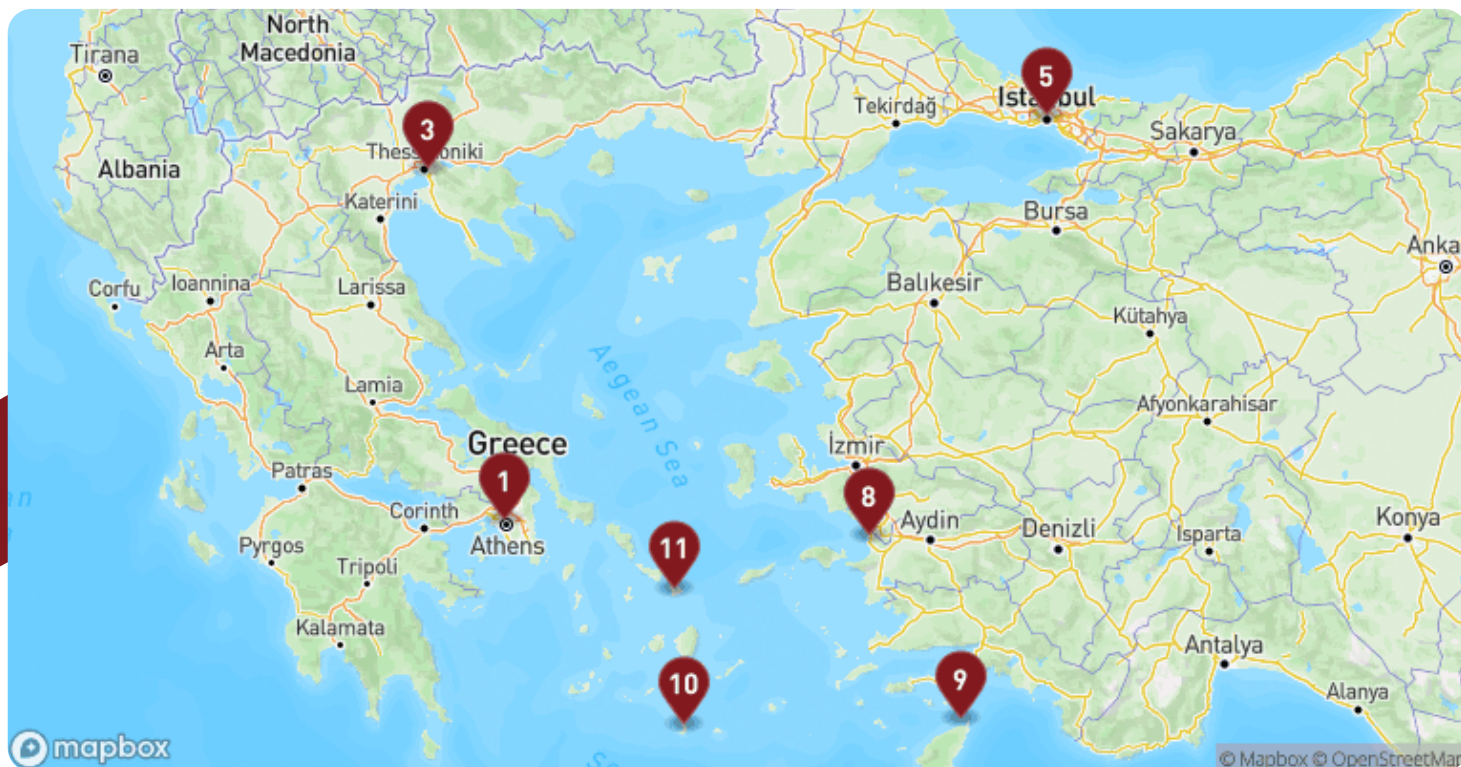 North
Macedonia
Tirana
5
Istanbul
Tekirdağ
3
Sakarya
Thessaloniki
Albania
Katerini
Bursa
Ioannina
Corfu
Larissa
Balıkesir
Kütahya
Aegean Sea
Arta
Lamia
Afyonkarahisar
Greece
İzmir
Patras
1
8
Corinth
Aydin
Denizli
Isparta
Konya
Pyrgos
Athens
11
Tripoli
Kalamata
Antalya
10
9
Alanya
mapbox
© Mapbox © OpenStreetMap